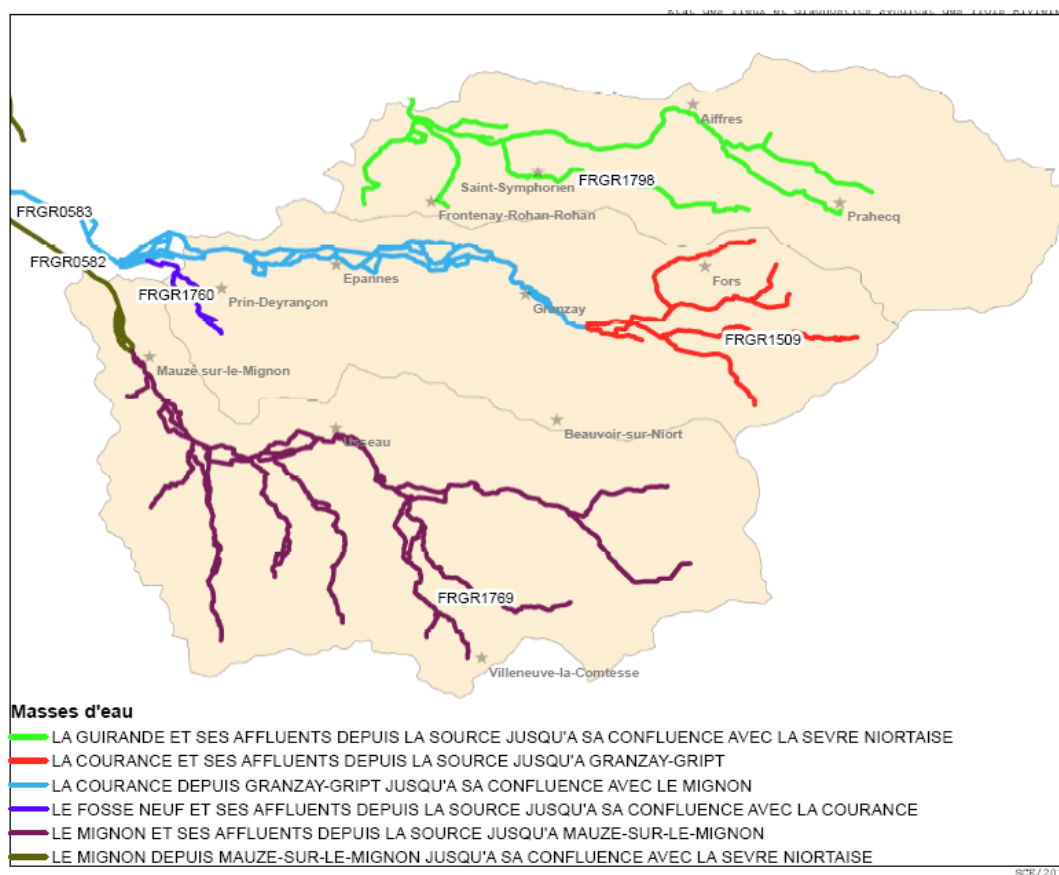 Aiffres
Saint-Symphorien
FRGR1798
Frontenay-Rohan-Rohan
Prahecq
FRGR0583
FRGR0582
Epannes
Fors
FRGR1760
Prin-Deyrançon
Granzay
FRGR1509
Mauzé sur-le-Mignon
Beauvoir-sur-Niort
Usseau
FRGR1769
Villeneuve-la-Comtesse
Masses d'eau
LA GUIRANDE ET SES AFFLUENTS DEPUIS LA SOURCE JUSQU'A SA CONFLUENCE AVEC LA SEVRE NIORTAISE
LA COURANCE ET SES AFFLUENTS DEPUIS LA SOURCE JUSQU'A GRANZAY-GRIPT
LA COURANCE DEPUIS GRANZAY-GRIPT JUSQU'A SA CONFLUENCE AVEC LE MIGNON
LE FOSSE NEUF ET SES AFFLUENTS DEPUIS LA SOURCE JUSQU'A SA CONFLUENCE AVEC LA COURANCE
LE MIGNON ET SES AFFLUENTS DEPUIS LA SOURCE JUSQU'A MAUZE-SUR-LE-MIGNON
LE MIGNON DEPUIS MAUZE-SUR-LE-MIGNON JUSQU'A SA CONFLUENCE AVEC LA SEVRE NIORTAISE
SCE/20